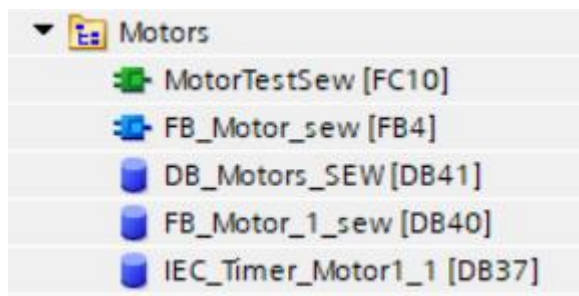 Motors
MotorTestSew [FC10]
FB_Motor_sew [FB4]
DB_Motors_SEW [DB41]
FB_Motor_1_sew [DB40]
IEC_Timer_Motor1_1 [DB37]